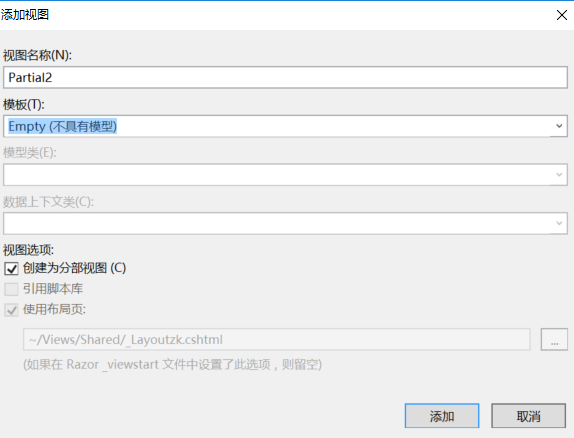 添加视图
视图名称(N):
Partial2
模板(T):
Empty (不具有模型)
模型类(E):
数据上下文类(C):
视图选项:
创建为分部视图 (C)
引用脚本库
使用布局页:
~/Views/Shared/_Layoutzk.cshtml
...
(如果在 Razor _viewstart 文件中设置了此选项，则留空)
添加
取消